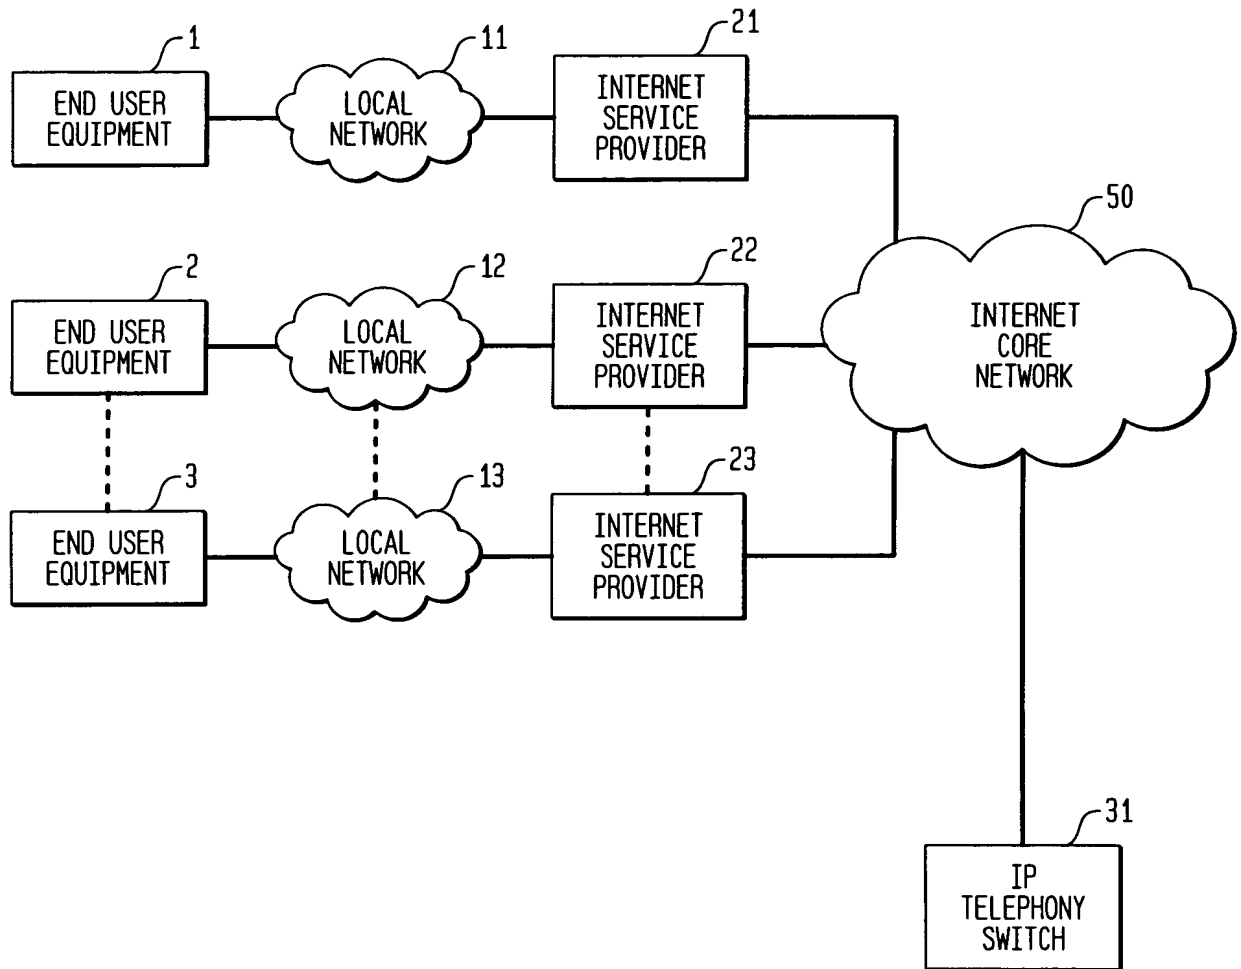 1
11
21
END USER
EQUIPMENT
LOCAL
NETWORK
INTERNET
SERVICE
PROVIDER
50
INTERNET
CORE
NETWORK
2
12
22
END USER
EQUIPMENT
LOCAL
NETWORK
INTERNET
SERVICE
PROVIDER
3
13
23
END USER
EQUIPMENT
LOCAL
NETWORK
INTERNET
SERVICE
PROVIDER
31
IP
TELEPHONY
SWITCH